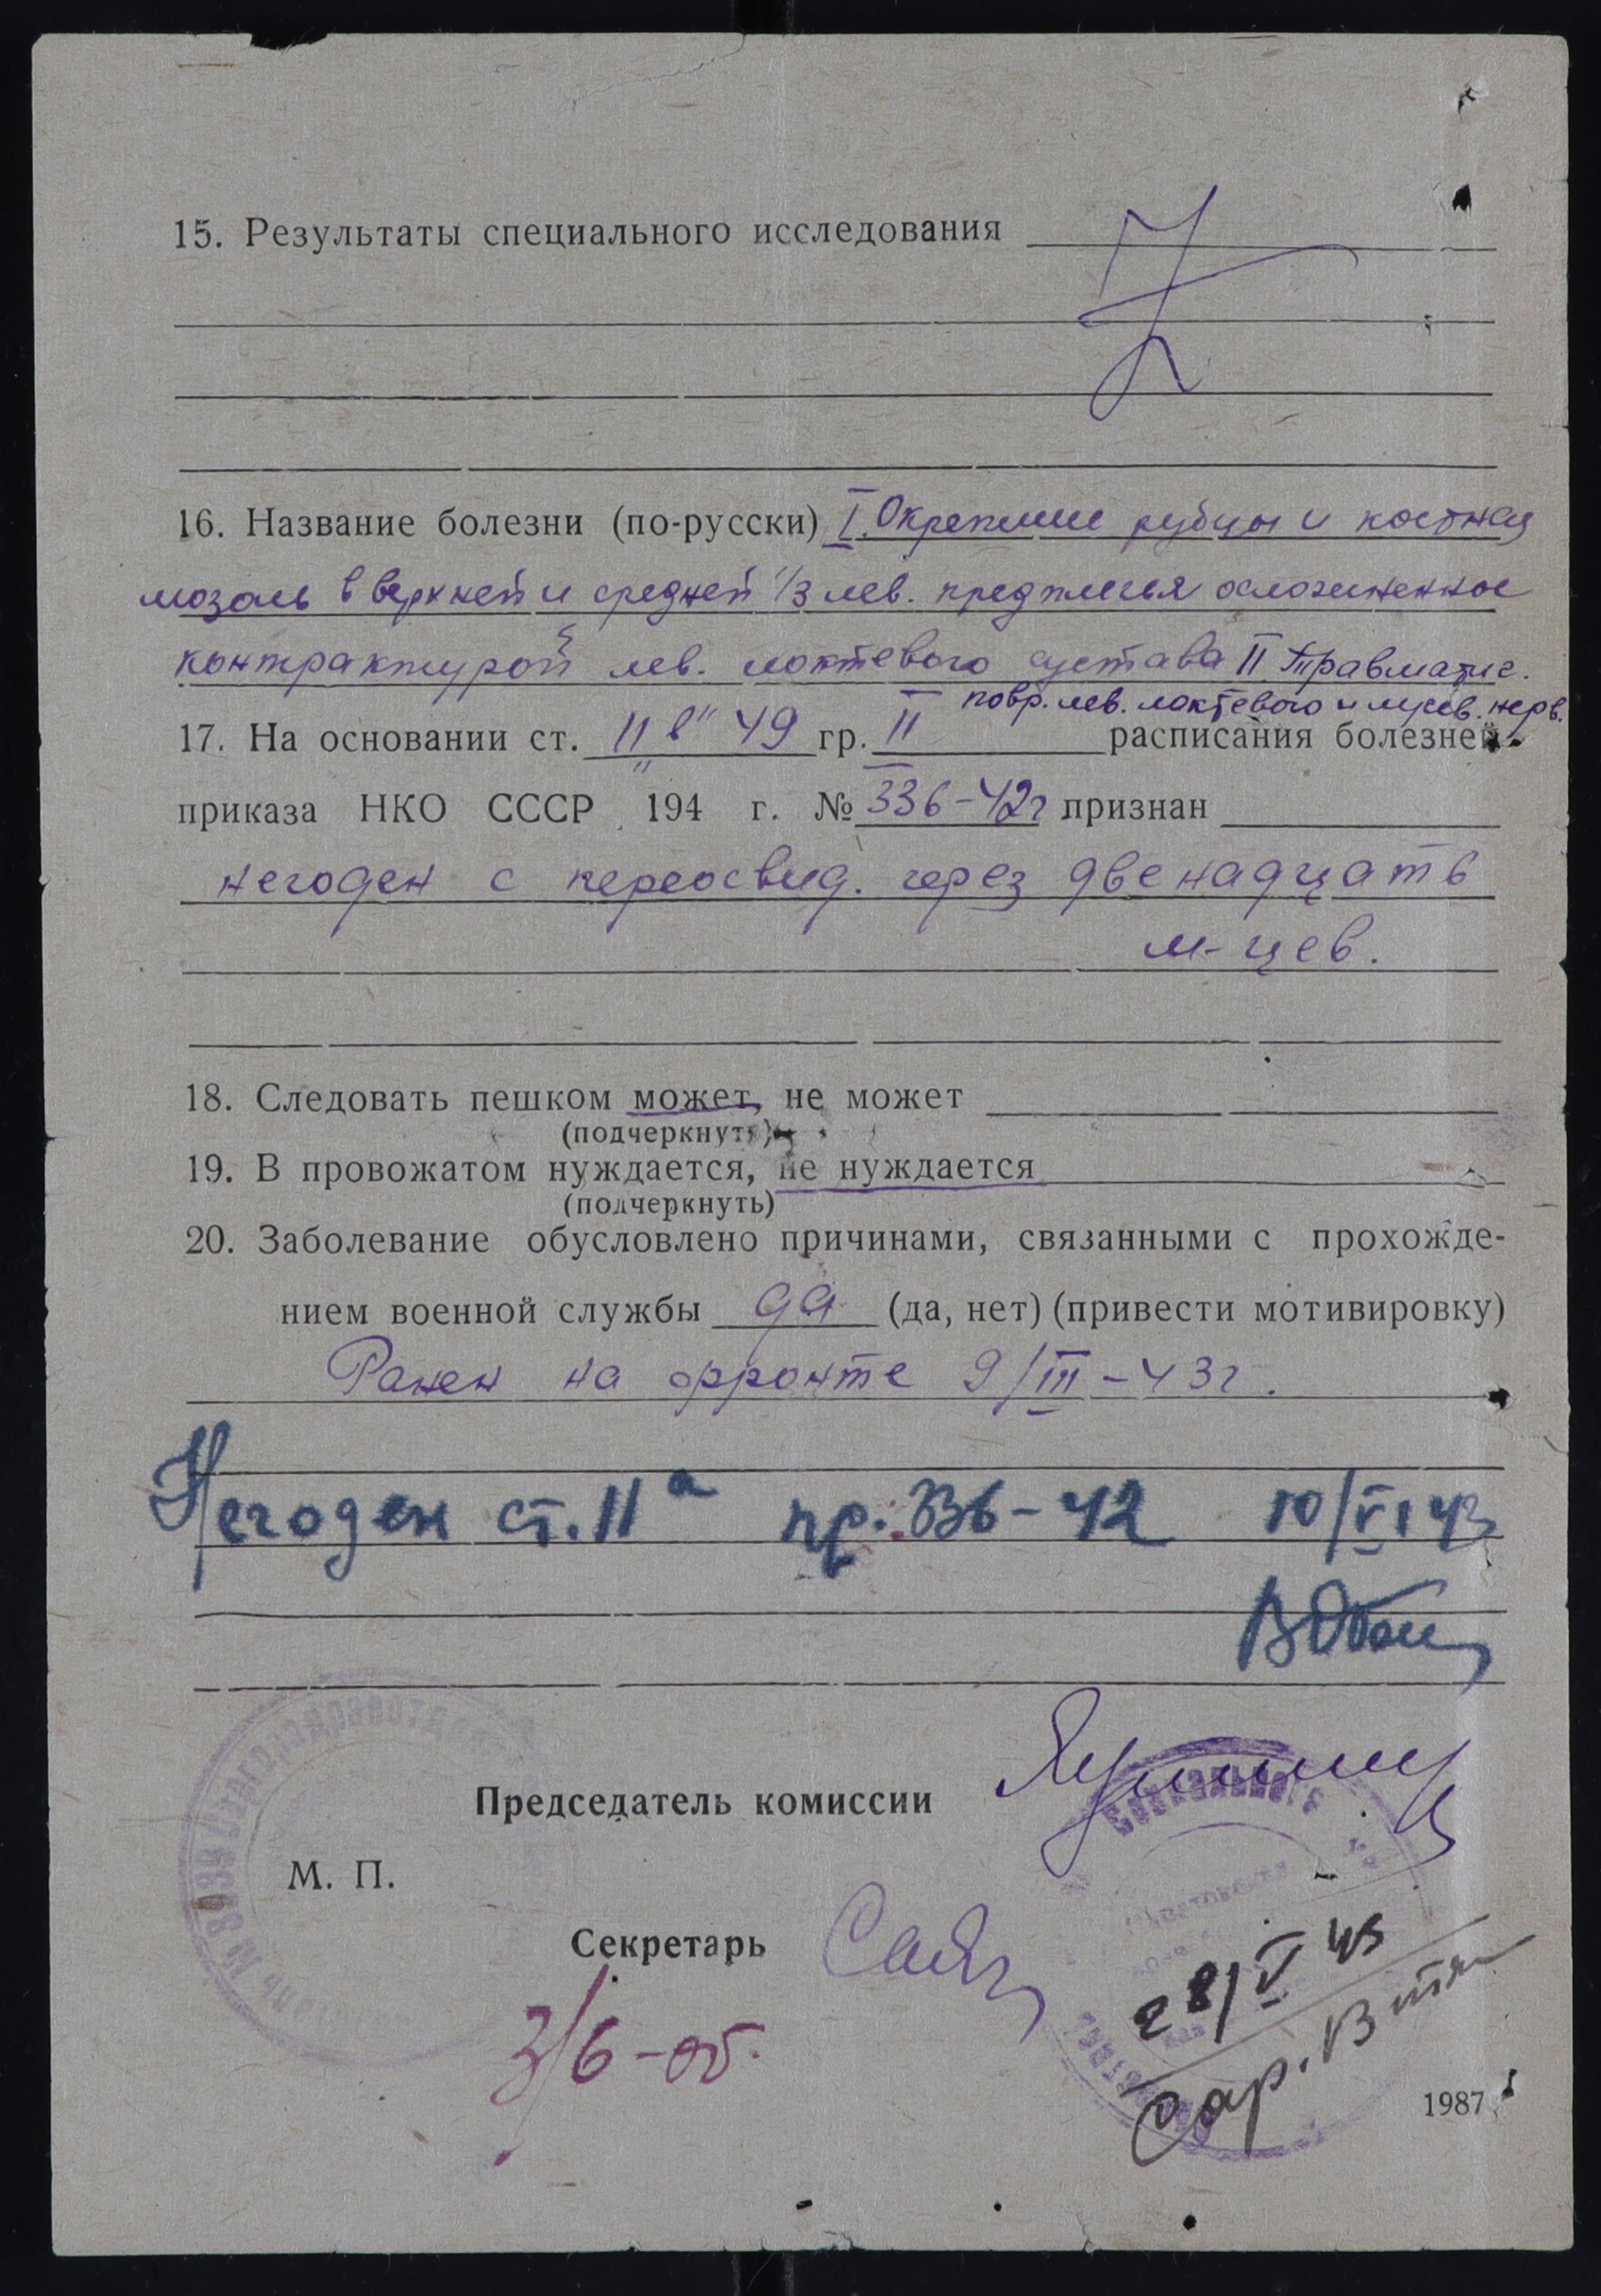 15. Результаты специального исследования
16. Название болезни (по-русски) I. Окрепшие рубцы и костная
мозоль в верхней и средней 1/3 лев. предплечья осложненное
контрактурой лев. локтевого сустава II Травматич.
повр. лев. локтевого и лучев. нерв.
17. На основании ст. 11 "в" 49 гр. II расписания болезней
приказа НКО СССР 194 г. № 336-42г признан
негоден с переосвид. через двенадцать
м-цев.
18. Следовать пешком может, не может
(подчеркнуть)
19. В провожатом нуждается, не нуждается
(подчеркнуть)
20. Заболевание обусловлено причинами, связанными с прохожде-
нием военной службы да (да, нет) (привести мотивировку)
Ранен на фронте 9/III-43г.
Негоден ст. 11а пр. 336-42 10/VI 43
Председатель комиссии
М. П.
Секретарь
28/V 43
3/6-об.
1987